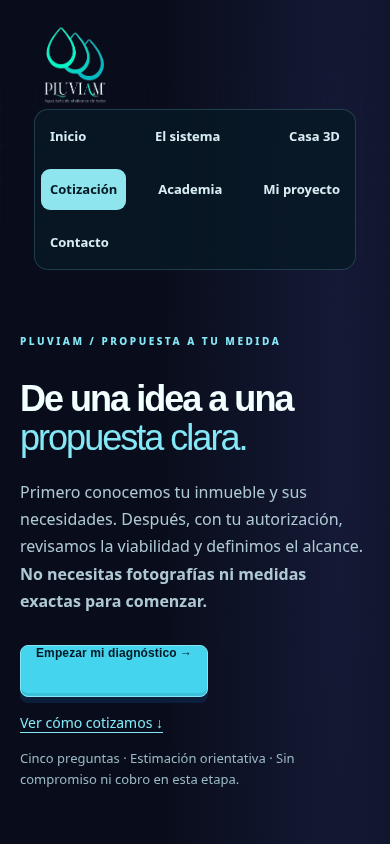 PLUVIAM
Inicio
El sistema
Casa 3D
Cotización
Academia
Mi proyecto
Contacto
PLUVIAM / PROPUESTA A TU MEDIDA
De una idea a una
propuesta clara.
Primero conocemos tu inmueble y sus
necesidades. Después, con tu autorización,
revisamos la viabilidad y definimos el alcance.
No necesitas fotografías ni medidas
exactas para comenzar.
Empezar mi diagnóstico →
Ver cómo cotizamos ↓
Cinco preguntas · Estimación orientativa · Sin
compromiso ni cobro en esta etapa.